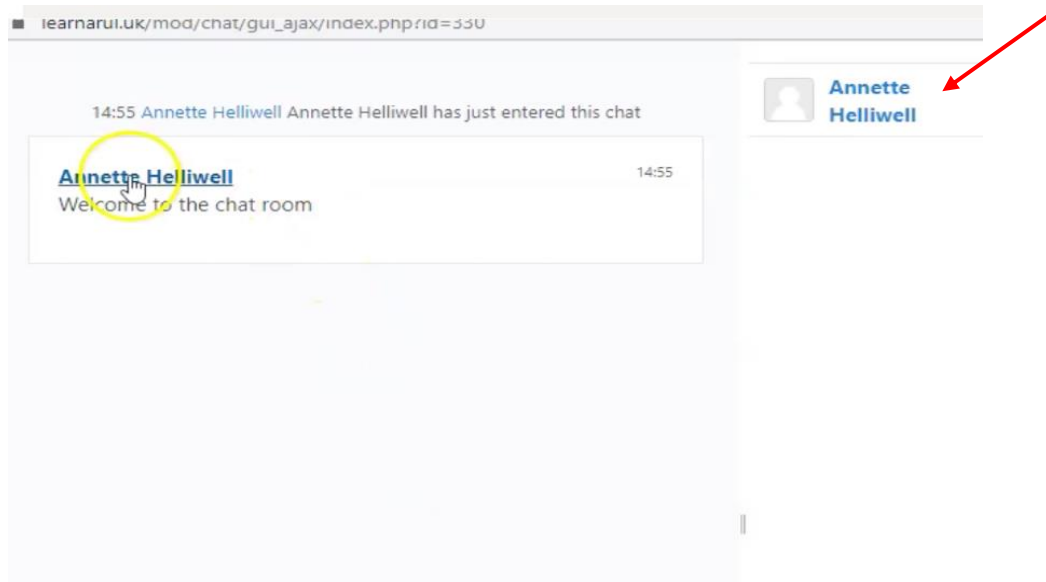 learnarul.uk/mod/chat/gui_ajax/index.php?id=330
14:55 Annette Helliwell Annette Helliwell has just entered this chat
Annette Helliwell 14:55
Welcome to the chat room
Annette
Helliwell